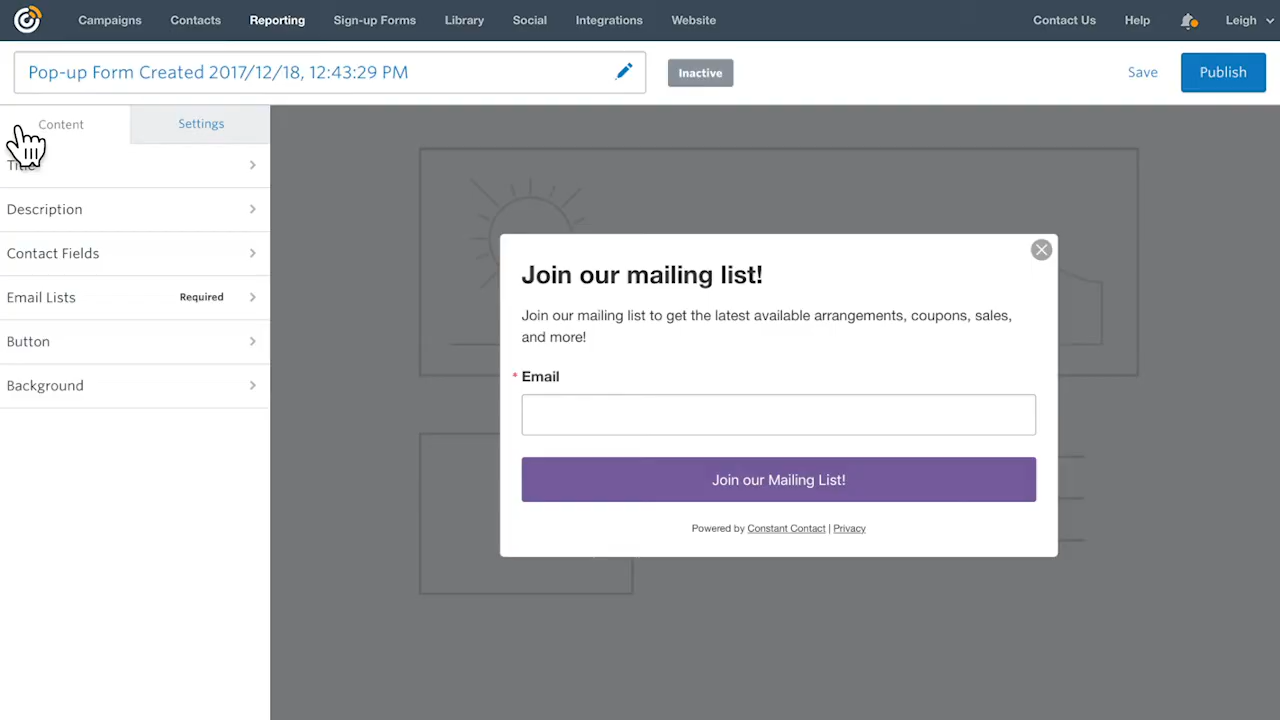 Campaigns Contacts Reporting Sign-up Forms Library Social Integrations Website Contact Us Help Leigh
Pop-up Form Created 2017/12/18, 12:43:29 PM Inactive Save Publish
Content Settings
Title
Description
Contact Fields
Email Lists Required
Button
Background
Join our mailing list!
Join our mailing list to get the latest available arrangements, coupons, sales,
and more!
* Email
Join our Mailing List!
Powered by Constant Contact | Privacy